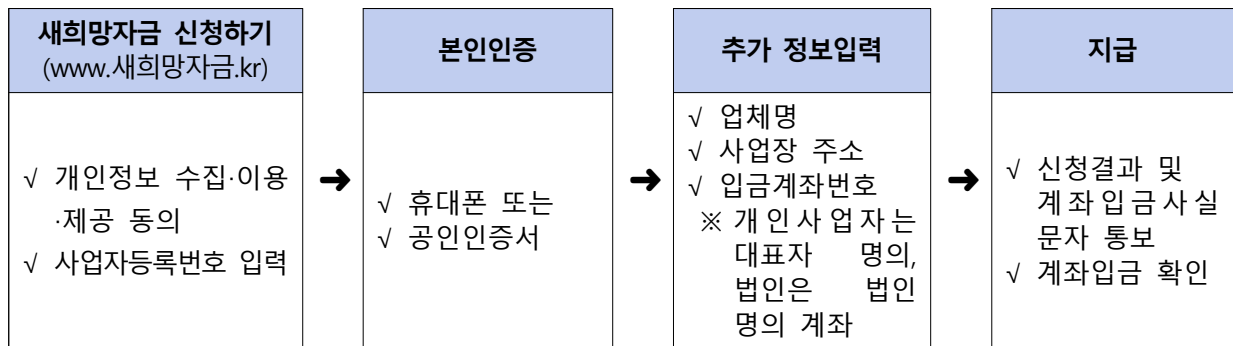 새희망자금 신청하기
(www.새희망자금.kr)
√ 개인정보 수집·이용
·제공 동의
√ 사업자등록번호 입력
➜
본인인증
√ 휴대폰 또는
√ 공인인증서
➜
추가 정보입력
√ 업체명
√ 사업장 주소
√ 입금계좌번호
※ 개인사업자는
대표자 명의,
법인은 법인
명의 계좌
➜
지급
√ 신청결과 및
계좌입금사실
문자 통보
√ 계좌입금 확인